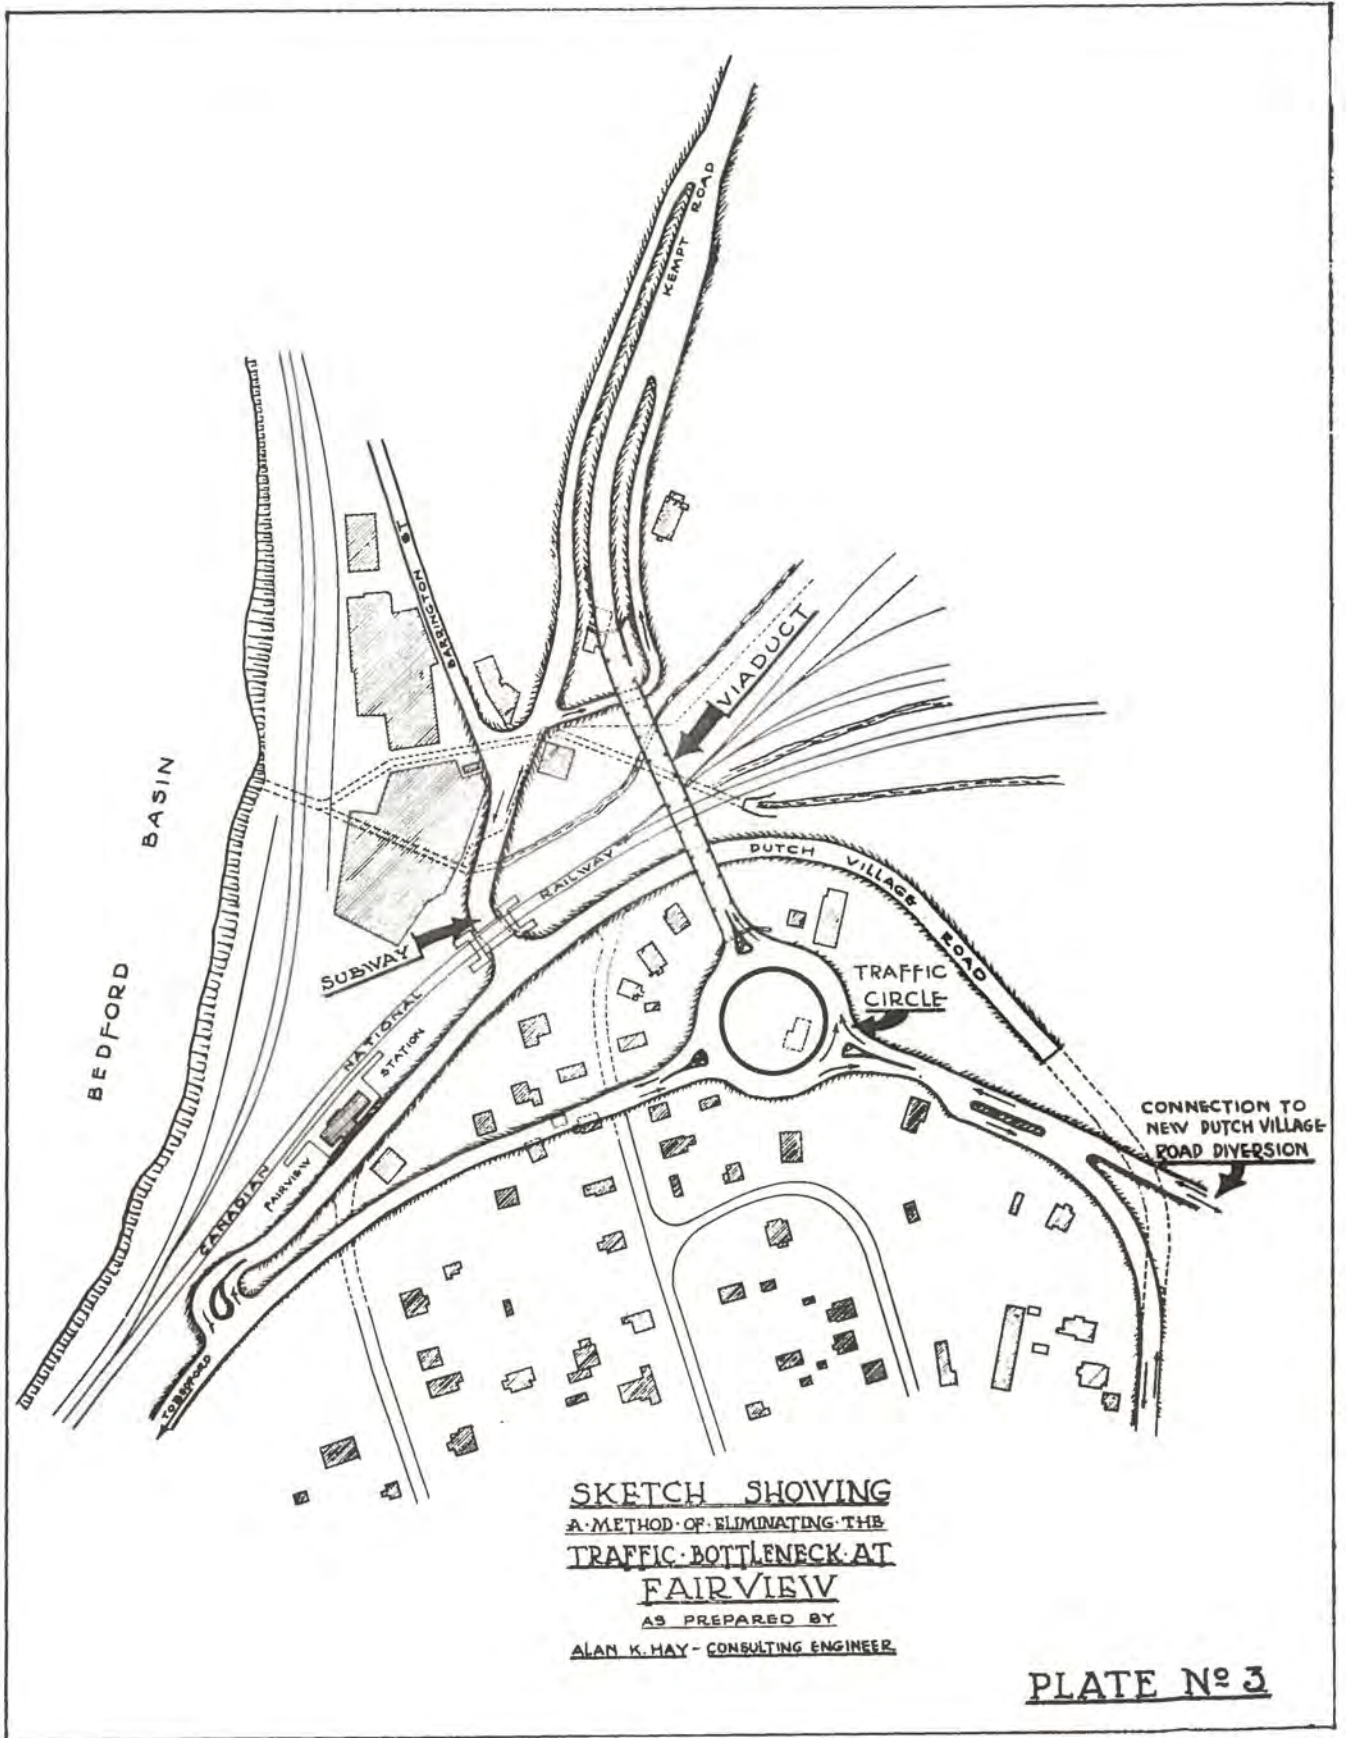 KEMPT ROAD
BARRINGTON ST
VIADUCT
BEDFORD BASIN
RAILWAY
DUTCH VILLAGE ROAD
SUBWAY
TRAFFIC
CIRCLE
NATIONAL
STATION
CONNECTION TO
NEW DUTCH VILLAGE
ROAD DIVERSION
FAIRVIEW
CANADIAN
TO BEDFORD
SKETCH SHOWING
A·METHOD·OF·ELIMINATING·THE
TRAFFIC·BOTTLENECK·AT
FAIRVIEW
AS PREPARED BY
ALAN K. HAY - CONSULTING ENGINEER
PLATE Nº 3